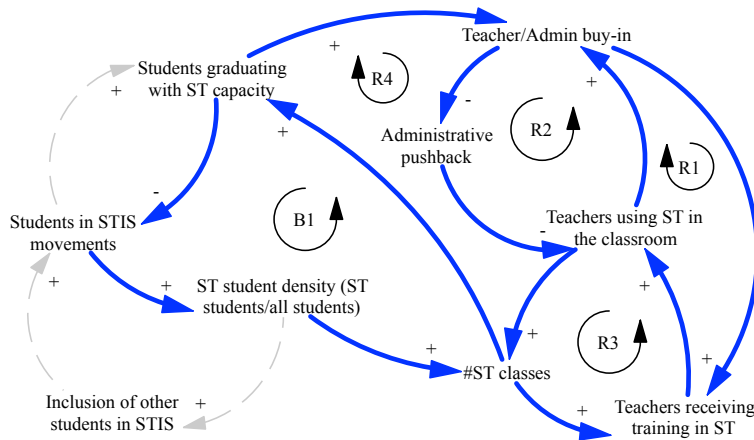 Teacher/Admin buy-in
+
R4
Students graduating
with ST capacity
+
+
+
-
Administrative
pushback
R2
R1
-
Students in STIS
movements
B1
-
Teachers using ST in
the classroom
+
+
ST student density (ST
students/all students)
+
+
R3
+
+
#ST classes
+
Inclusion of other
students in STIS
+
+
Teachers receiving
training in ST